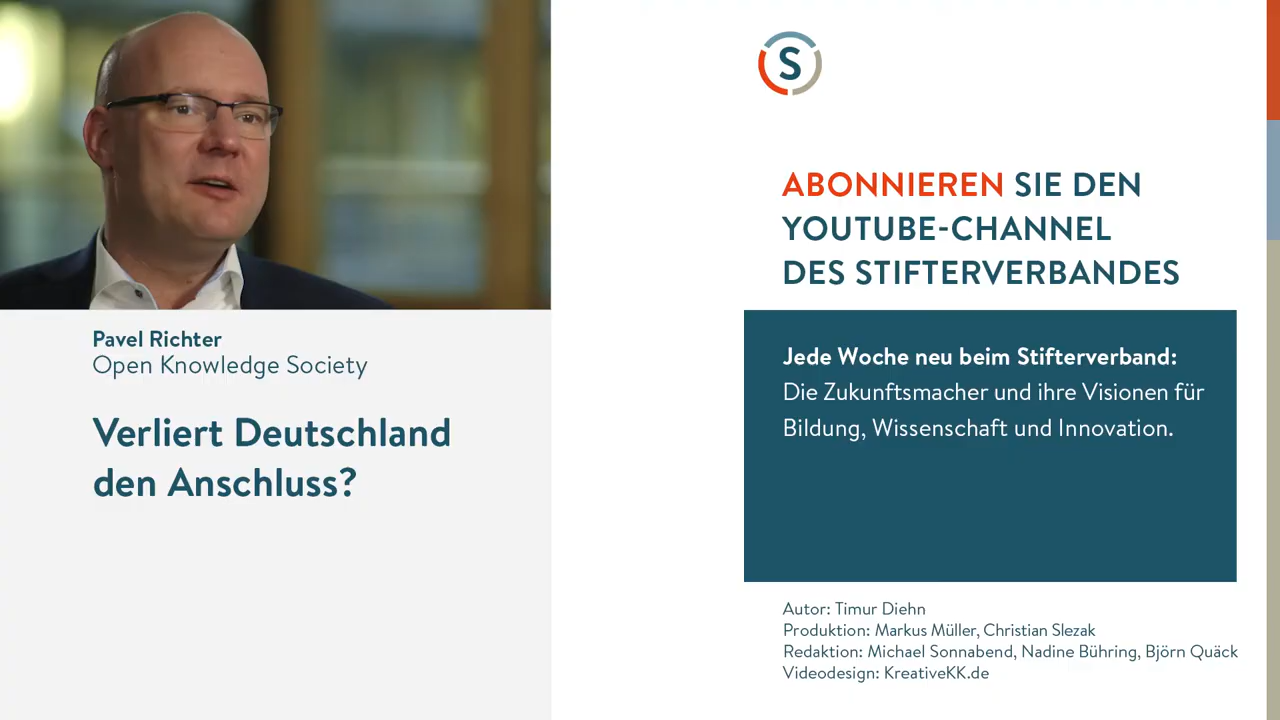 Pavel Richter
Open Knowledge Society
Verliert Deutschland
den Anschluss?
S
ABONNIEREN SIE DEN
YOUTUBE-CHANNEL
DES STIFTERVERBANDES
Jede Woche neu beim Stifterverband:
Die Zukunftsmacher und ihre Visionen für
Bildung, Wissenschaft und Innovation.
Autor: Timur Diehn
Produktion: Markus Müller, Christian Slezak
Redaktion: Michael Sonnabend, Nadine Bühring, Björn Quäck
Videodesign: KreativeKK.de